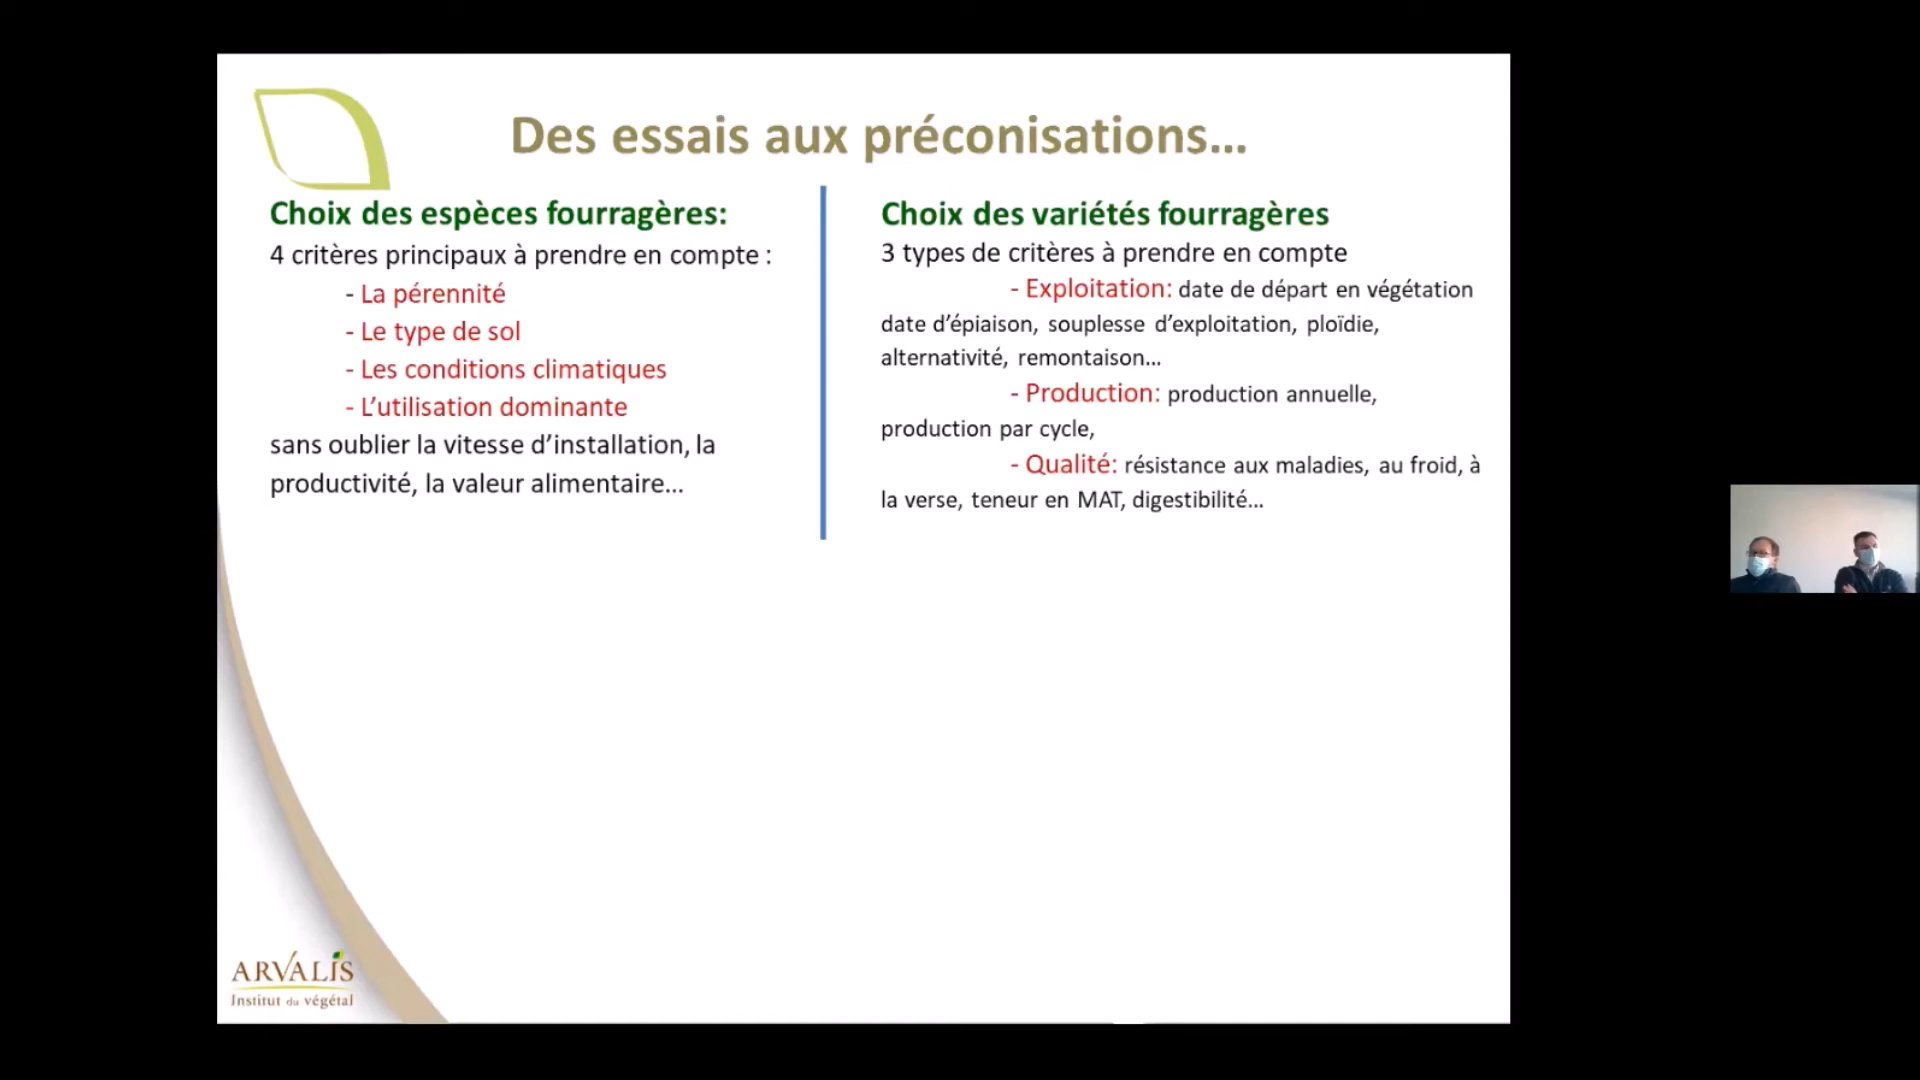 Des essais aux préconisations...
Choix des espèces fourragères:
4 critères principaux à prendre en compte :
- La pérennité
- Le type de sol
- Les conditions climatiques
- L'utilisation dominante
sans oublier la vitesse d'installation, la
productivité, la valeur alimentaire...
Choix des variétés fourragères
3 types de critères à prendre en compte
- Exploitation: date de départ en végétation
date d'épiaison, souplesse d'exploitation, ploïdie,
alternativité, remontaison...
- Production: production annuelle,
production par cycle,
- Qualité: résistance aux maladies, au froid, à
la verse, teneur en MAT, digestibilité...
ARVALIS
Institut du végétal